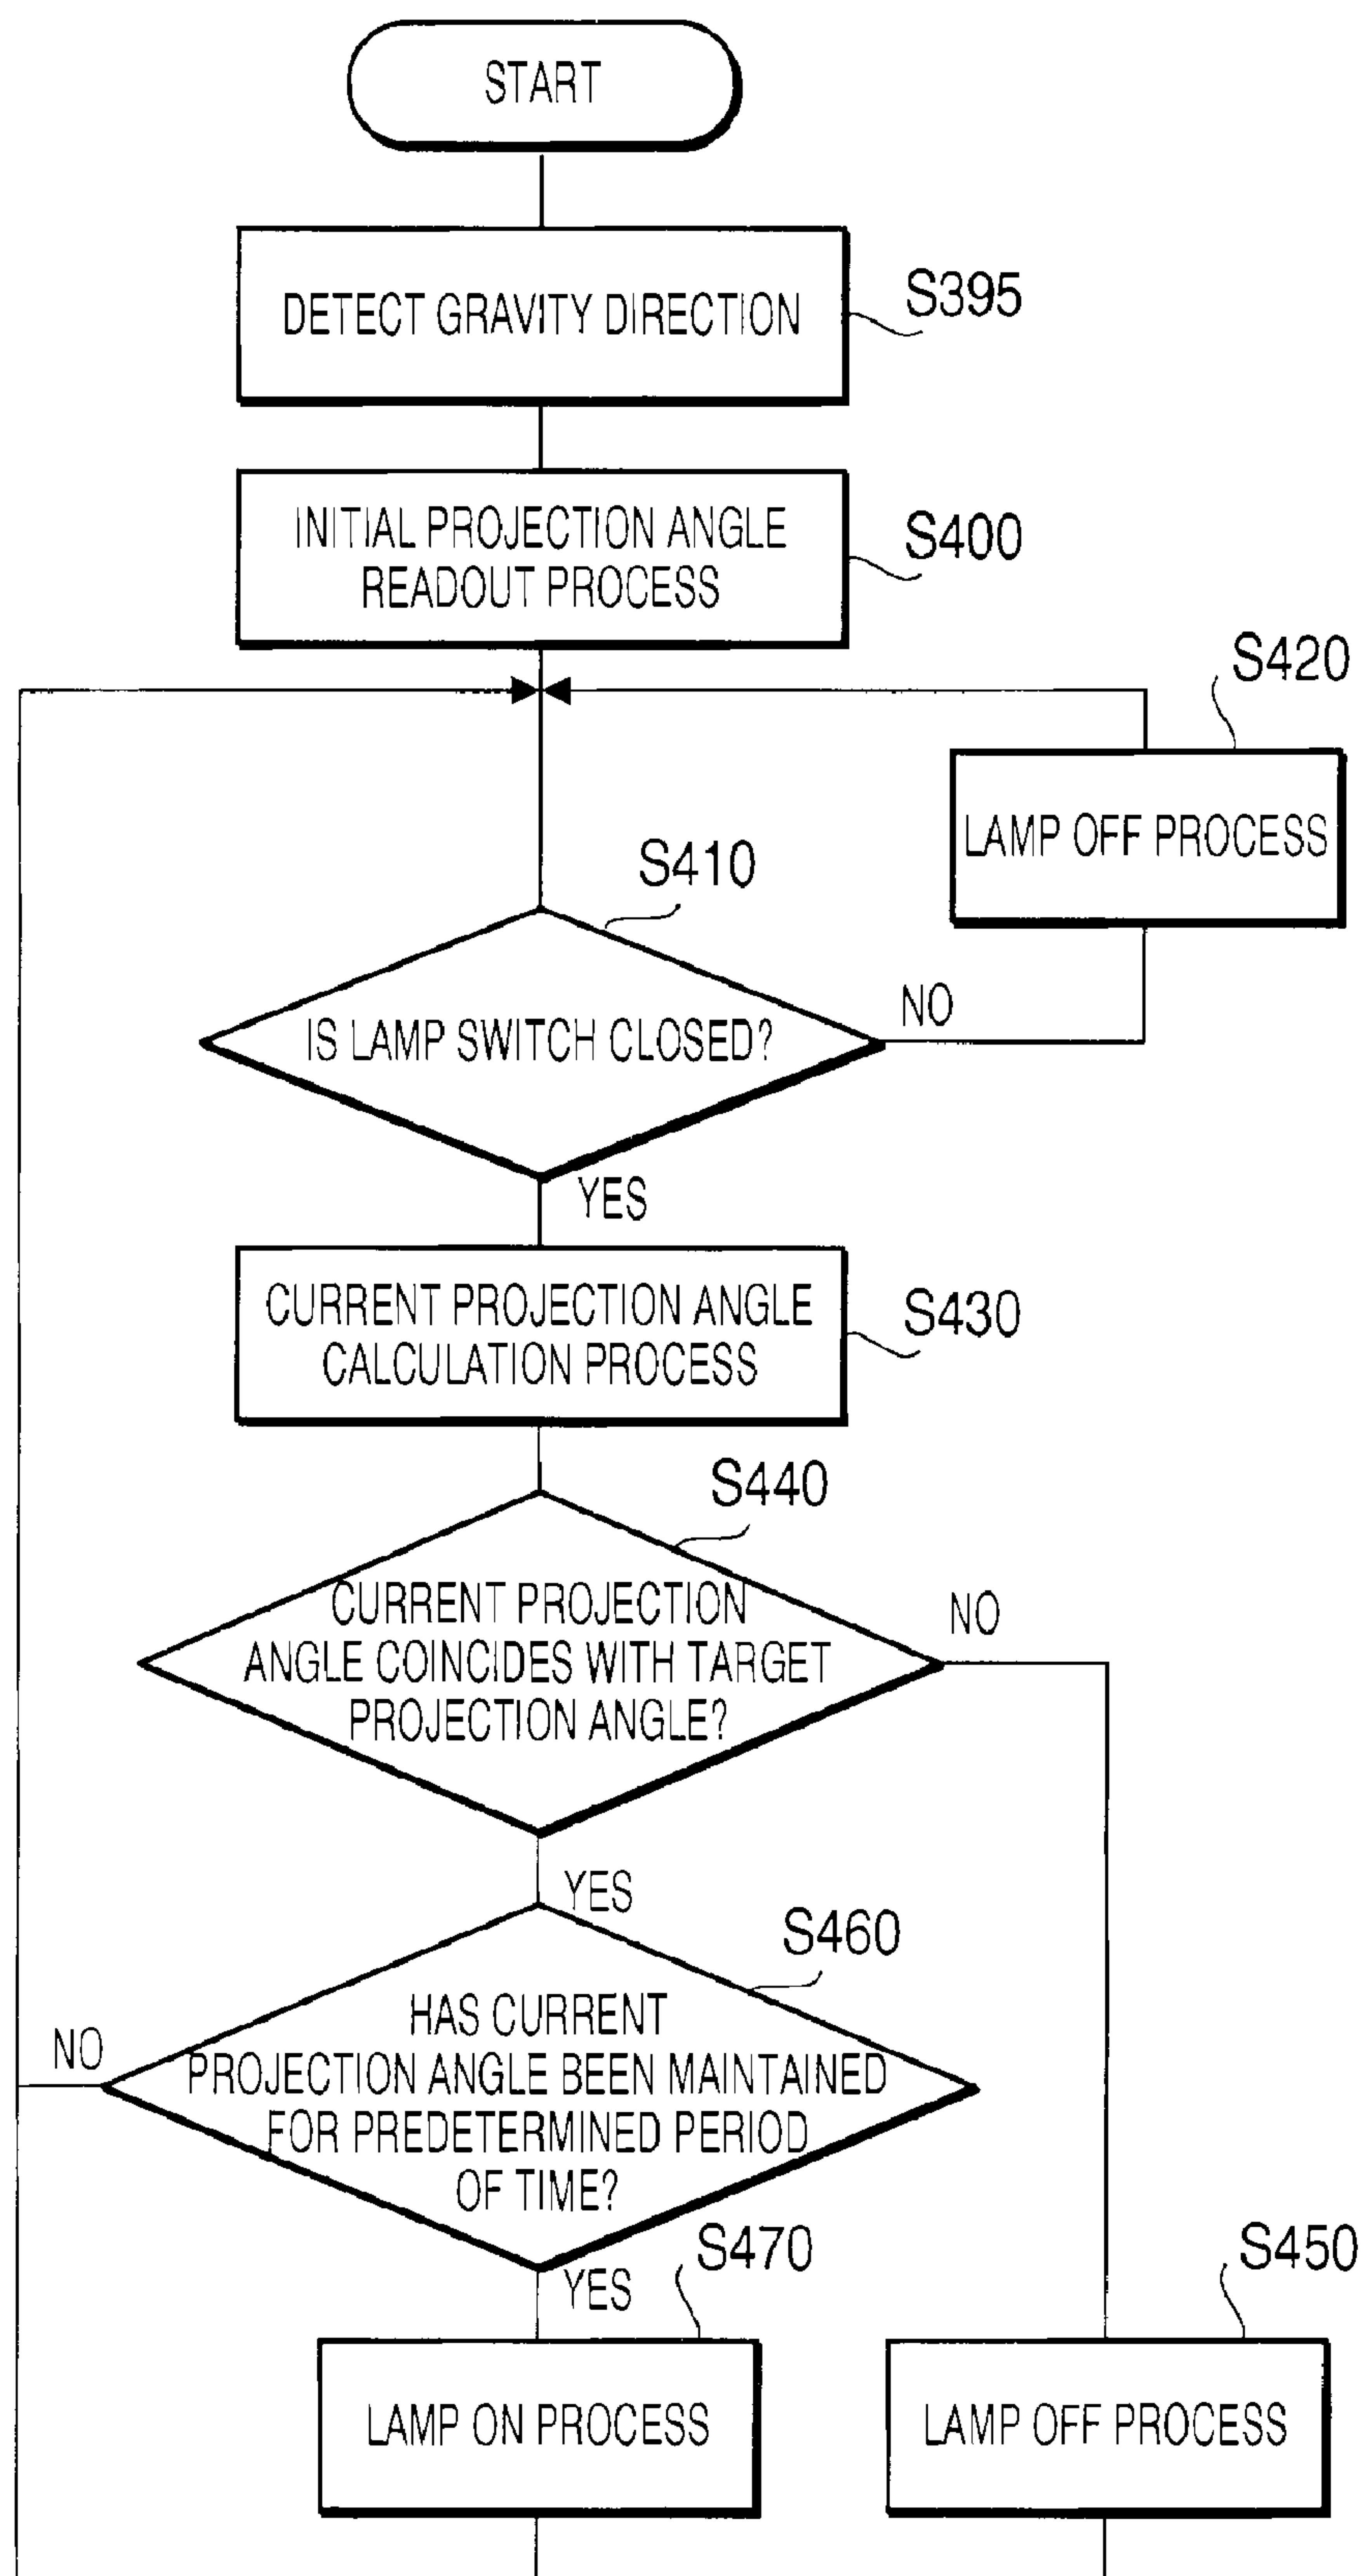 START
DETECT GRAVITY DIRECTION
S395
INITIAL PROJECTION ANGLE
READOUT PROCESS
S400
S420
LAMP OFF PROCESS
S410
IS LAMP SWITCH CLOSED?
NO
YES
CURRENT PROJECTION ANGLE
CALCULATION PROCESS
S430
S440
CURRENT PROJECTION
ANGLE COINCIDES WITH TARGET
PROJECTION ANGLE?
NO
YES
S460
HAS CURRENT
PROJECTION ANGLE BEEN MAINTAINED
FOR PREDETERMINED PERIOD
OF TIME?
NO
YES
S470
LAMP ON PROCESS
S450
LAMP OFF PROCESS